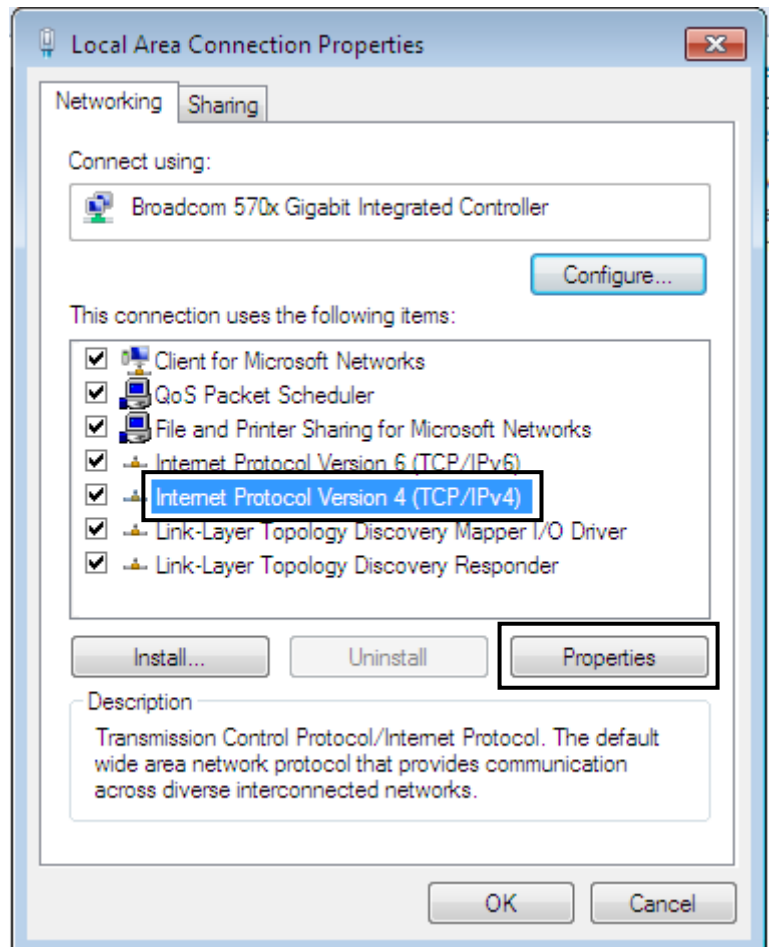 Local Area Connection Properties
Networking
Sharing
Connect using:
Broadcom 570x Gigabit Integrated Controller
Configure...
This connection uses the following items:
Client for Microsoft Networks
QoS Packet Scheduler
File and Printer Sharing for Microsoft Networks
Internet Protocol Version 6 (TCP/IPv6)
Internet Protocol Version 4 (TCP/IPv4)
Link-Layer Topology Discovery Mapper I/O Driver
Link-Layer Topology Discovery Responder
Install...
Uninstall
Properties
Description
Transmission Control Protocol/Internet Protocol. The default
wide area network protocol that provides communication
across diverse interconnected networks.
OK
Cancel